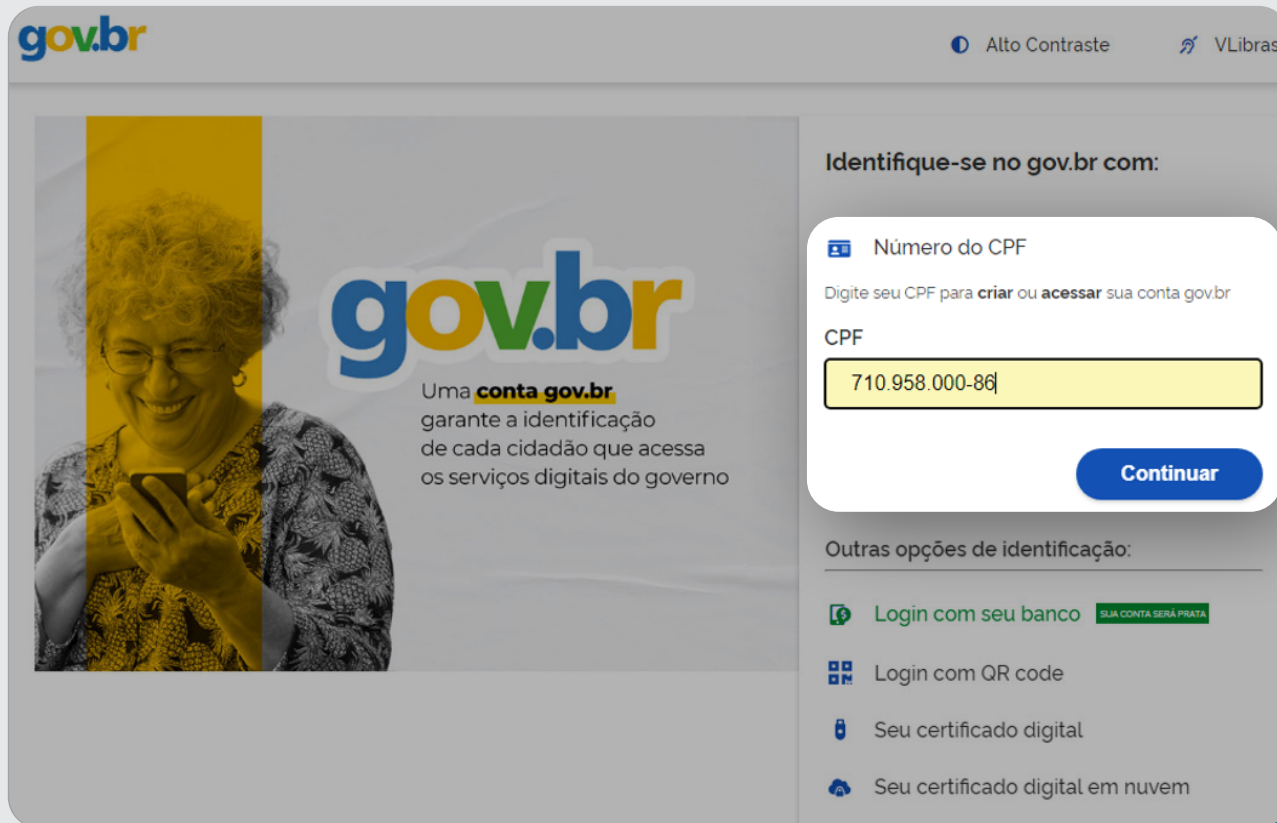 gov.br
Alto Contraste
VLibras
gov.br
Uma conta gov.br
garante a identificação
de cada cidadão que acessa
os serviços digitais do governo
Identifique-se no gov.br com:
Número do CPF
Digite seu CPF para criar ou acessar sua conta gov.br
CPF
710.958.000-86
Continuar
Outras opções de identificação:
Login com seu banco SUA CONTA SERÁ PRATA
Login com QR code
Seu certificado digital
Seu certificado digital em nuvem